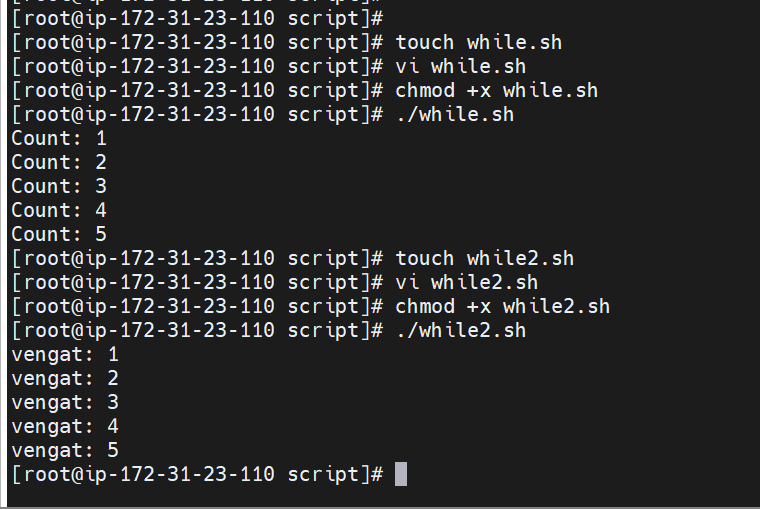 [root@ip-172-31-23-110 script]#
[root@ip-172-31-23-110 script]# touch while.sh
[root@ip-172-31-23-110 script]# vi while.sh
[root@ip-172-31-23-110 script]# chmod +x while.sh
[root@ip-172-31-23-110 script]# ./while.sh
Count: 1
Count: 2
Count: 3
Count: 4
Count: 5
[root@ip-172-31-23-110 script]# touch while2.sh
[root@ip-172-31-23-110 script]# vi while2.sh
[root@ip-172-31-23-110 script]# chmod +x while2.sh
[root@ip-172-31-23-110 script]# ./while2.sh
vengat: 1
vengat: 2
vengat: 3
vengat: 4
vengat: 5
[root@ip-172-31-23-110 script]#